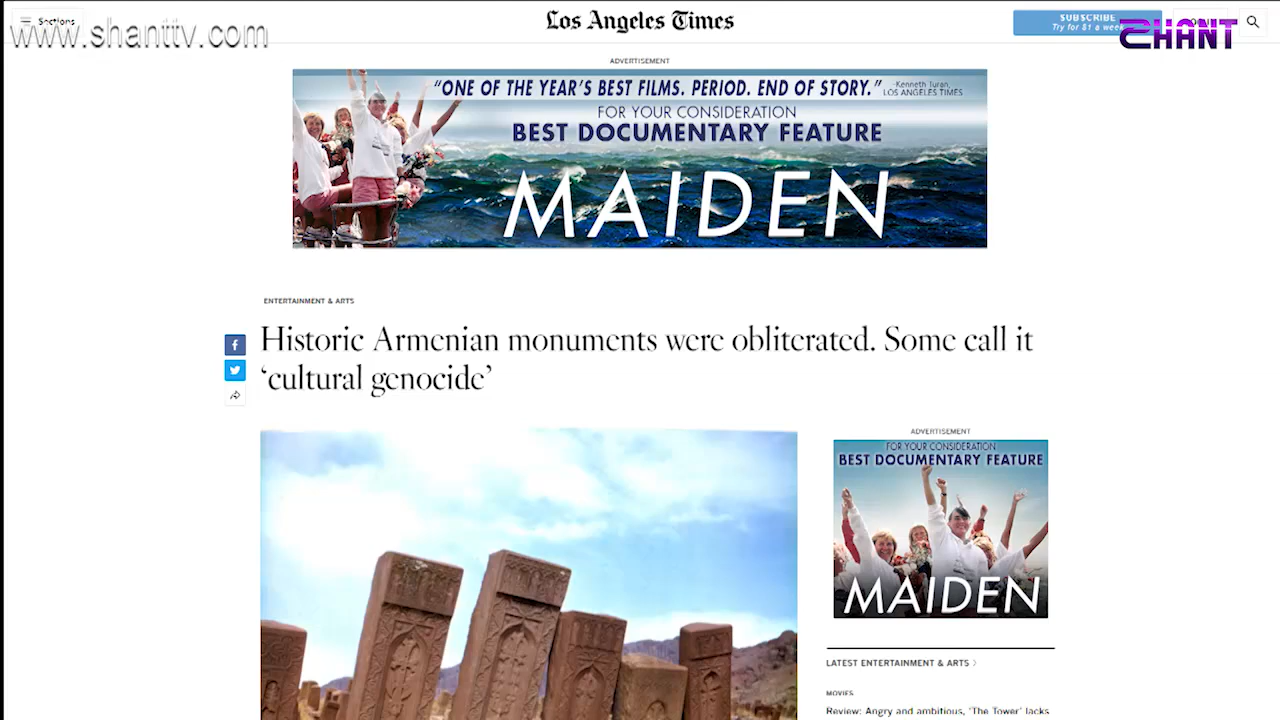 Sections
www.shanttv.com
Los Angeles Times
SUBSCRIBE
Try for $1 a week
SHANT
ADVERTISEMENT
“ONE OF THE YEAR’S BEST FILMS. PERIOD. END OF STORY.”
-Kenneth Turan,
LOS ANGELES TIMES
FOR YOUR CONSIDERATION
BEST DOCUMENTARY FEATURE
MAIDEN
ENTERTAINMENT & ARTS
Historic Armenian monuments were obliterated. Some call it
‘cultural genocide’
ADVERTISEMENT
FOR YOUR CONSIDERATION
BEST DOCUMENTARY FEATURE
MAIDEN
LATEST ENTERTAINMENT & ARTS
MOVIES
Review: Angry and ambitious, ‘The Tower’ lacks